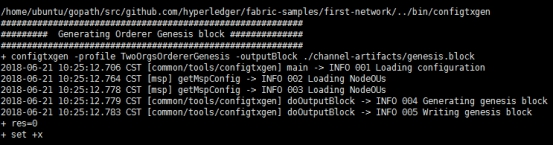 /home/ubuntu/gopath/src/github.com/hyperledger/fabric-samples/first-network/../bin/configtxgen
##########################################################
#########  Generating Orderer Genesis block ##############
##########################################################
+ configtxgen -profile TwoOrgsOrdererGenesis -outputBlock ./channel-artifacts/genesis.block
2018-06-21 10:25:12.706 CST [common/tools/configtxgen] main -> INFO 001 Loading configuration
2018-06-21 10:25:12.764 CST [msp] getMspConfig -> INFO 002 Loading NodeOUs
2018-06-21 10:25:12.778 CST [msp] getMspConfig -> INFO 003 Loading NodeOUs
2018-06-21 10:25:12.779 CST [common/tools/configtxgen] doOutputBlock -> INFO 004 Generating genesis block
2018-06-21 10:25:12.783 CST [common/tools/configtxgen] doOutputBlock -> INFO 005 Writing genesis block
+ res=0
+ set +x